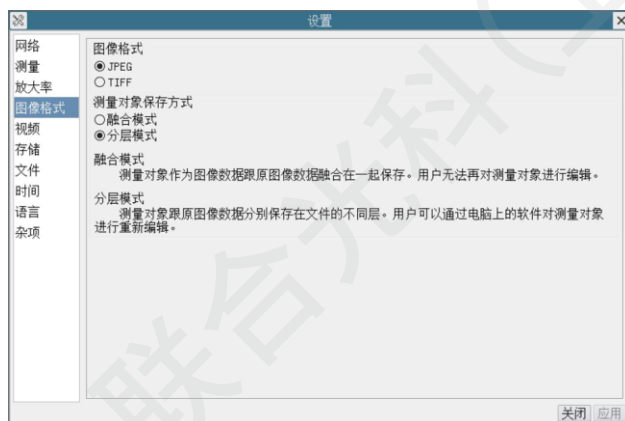 设置
网络
测量
放大率
图像格式
视频
存储
文件
时间
语言
杂项
图像格式
JPEG
TIFF
测量对象保存方式
融合模式
分层模式
融合模式
测量对象作为图像数据跟原图像数据融合在一起保存。用户无法再对测量对象进行编辑。
分层模式
测量对象跟原图像数据分别保存在文件的不同层。用户可以通过电脑上的软件对测量对象
进行重新编辑。
关闭 应用
联合光科(